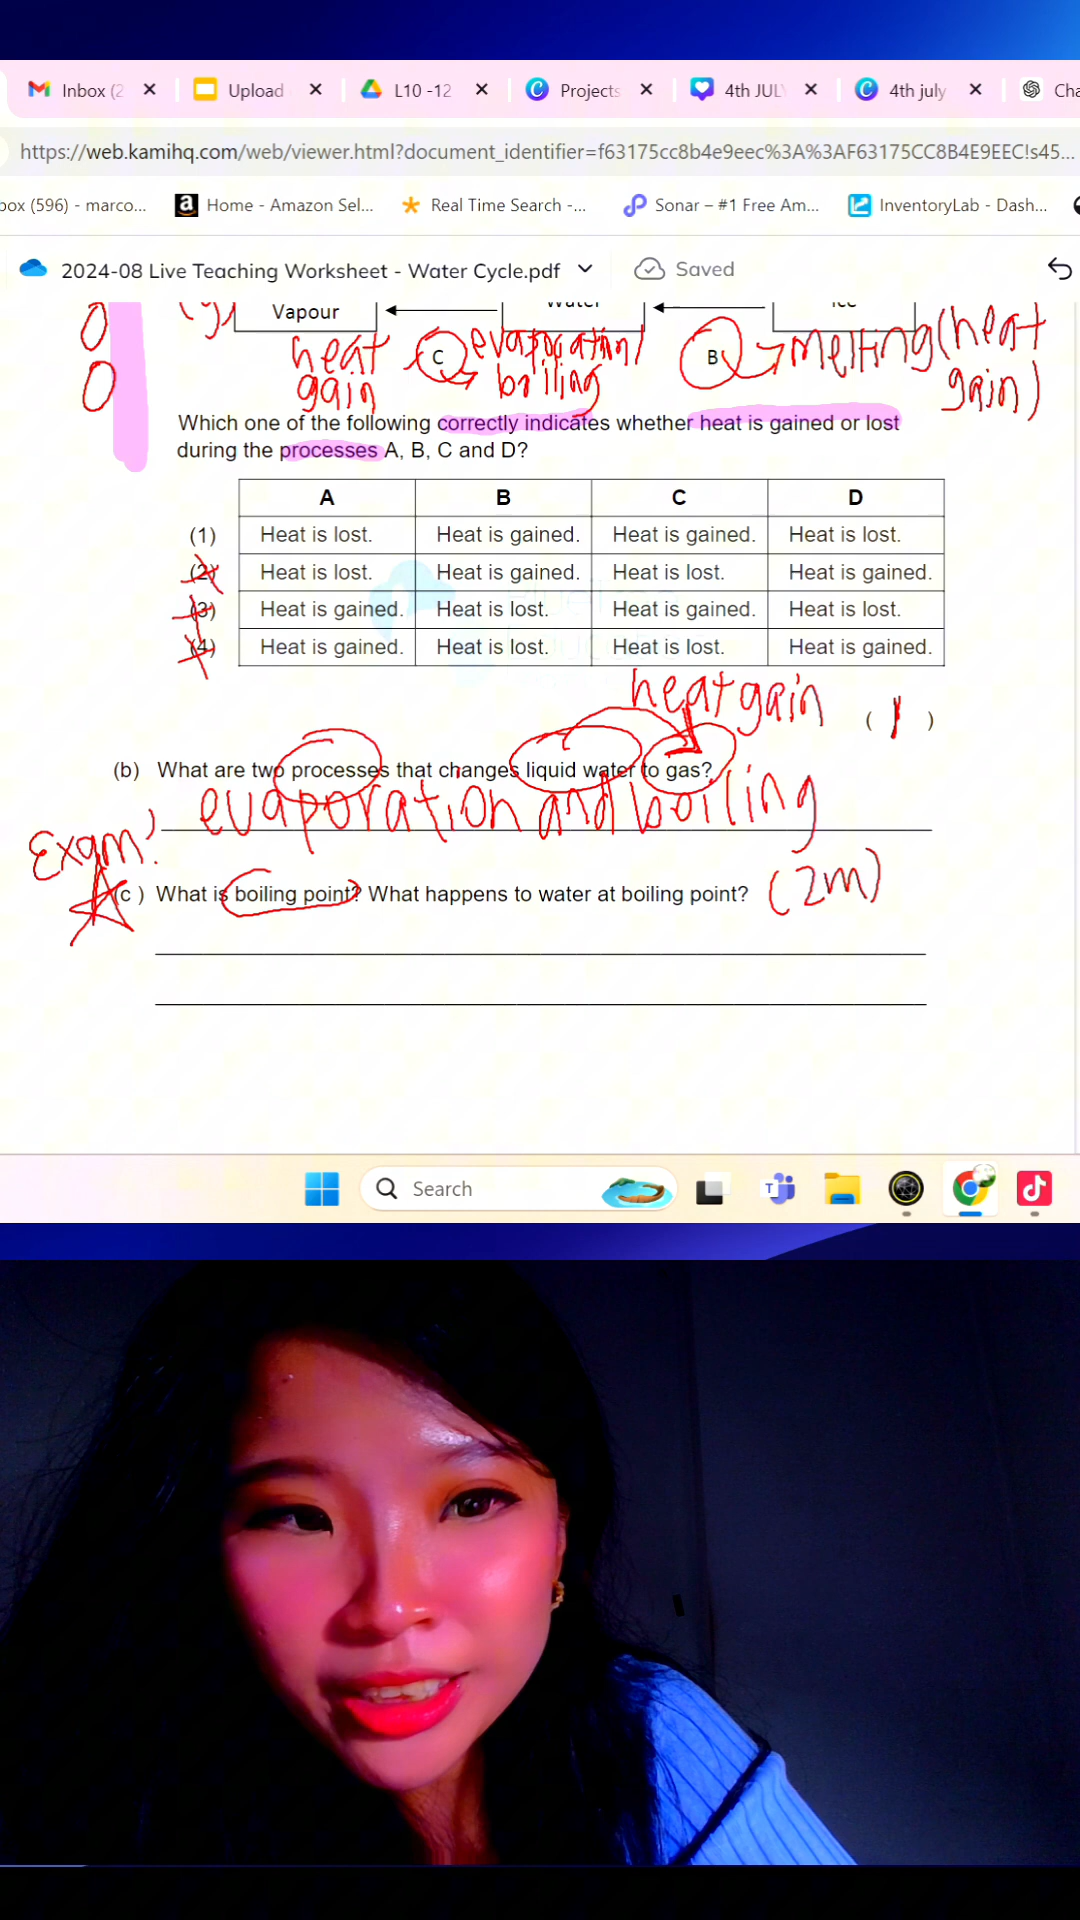 Inbox (2
Upload
L10 -12
Projects
4th JUL
4th july
Cha
https://web.kamihq.com/web/viewer.html?document_identifier=f63175cc8b4e9eec%3A%3AF63175CC8B4E9EEC!s45...
box (596) - marco...
Home - Amazon Sel...
Real Time Search -...
Sonar – #1 Free Am...
InventoryLab - Dash...
2024-08 Live Teaching Worksheet - Water Cycle.pdf
Saved
Vapour Water Ice
heat gain C evaporation/ boiling B melting (heat gain)
Which one of the following correctly indicates whether heat is gained or lost
during the processes A, B, C and D?
A B C D
(1) Heat is lost. Heat is gained. Heat is gained. Heat is lost.
(2) Heat is lost. Heat is gained. Heat is lost. Heat is gained.
(3) Heat is gained. Heat is lost. Heat is gained. Heat is lost.
(4) Heat is gained. Heat is lost. Heat is lost. Heat is gained.
heat gain
( 1 )
(b) What are two processes that changes liquid water to gas?
evaporation and boiling
Exam!
(c ) What is boiling point? What happens to water at boiling point? (2m)
Search